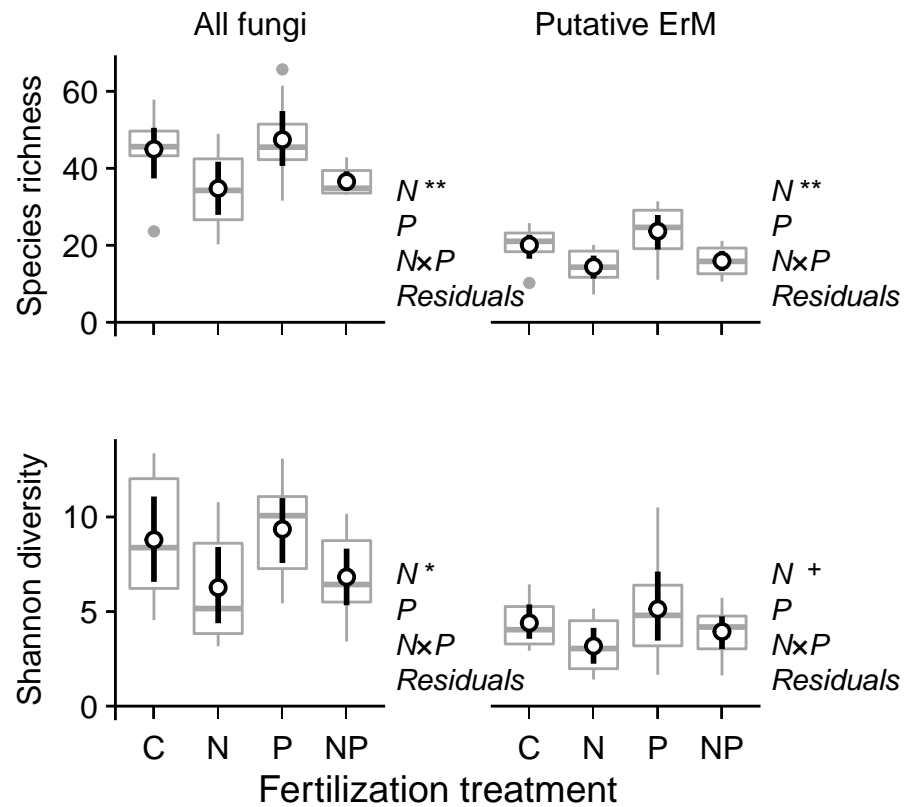 All fungi
Putative ErM
Species richness
60
40
20
0
N **
P
N×P
Residuals
N **
P
N×P
Residuals
Shannon diversity
10
5
0
N *
P
N×P
Residuals
N +
P
N×P
Residuals
C N P NP
C N P NP
Fertilization treatment